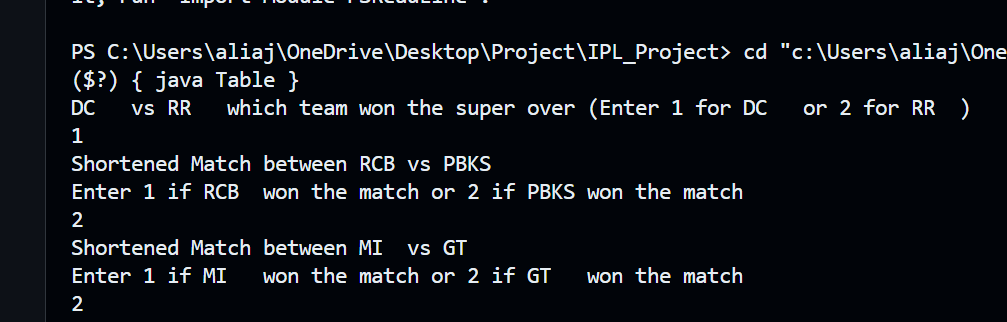 PS C:\Users\aliaj\OneDrive\Desktop\Project\IPL_Project> cd "c:\Users\aliaj\One
($?) { java Table }
DC   vs RR   which team won the super over (Enter 1 for DC   or 2 for RR  )
1
Shortened Match between RCB vs PBKS
Enter 1 if RCB  won the match or 2 if PBKS won the match
2
Shortened Match between MI  vs GT
Enter 1 if MI   won the match or 2 if GT   won the match
2